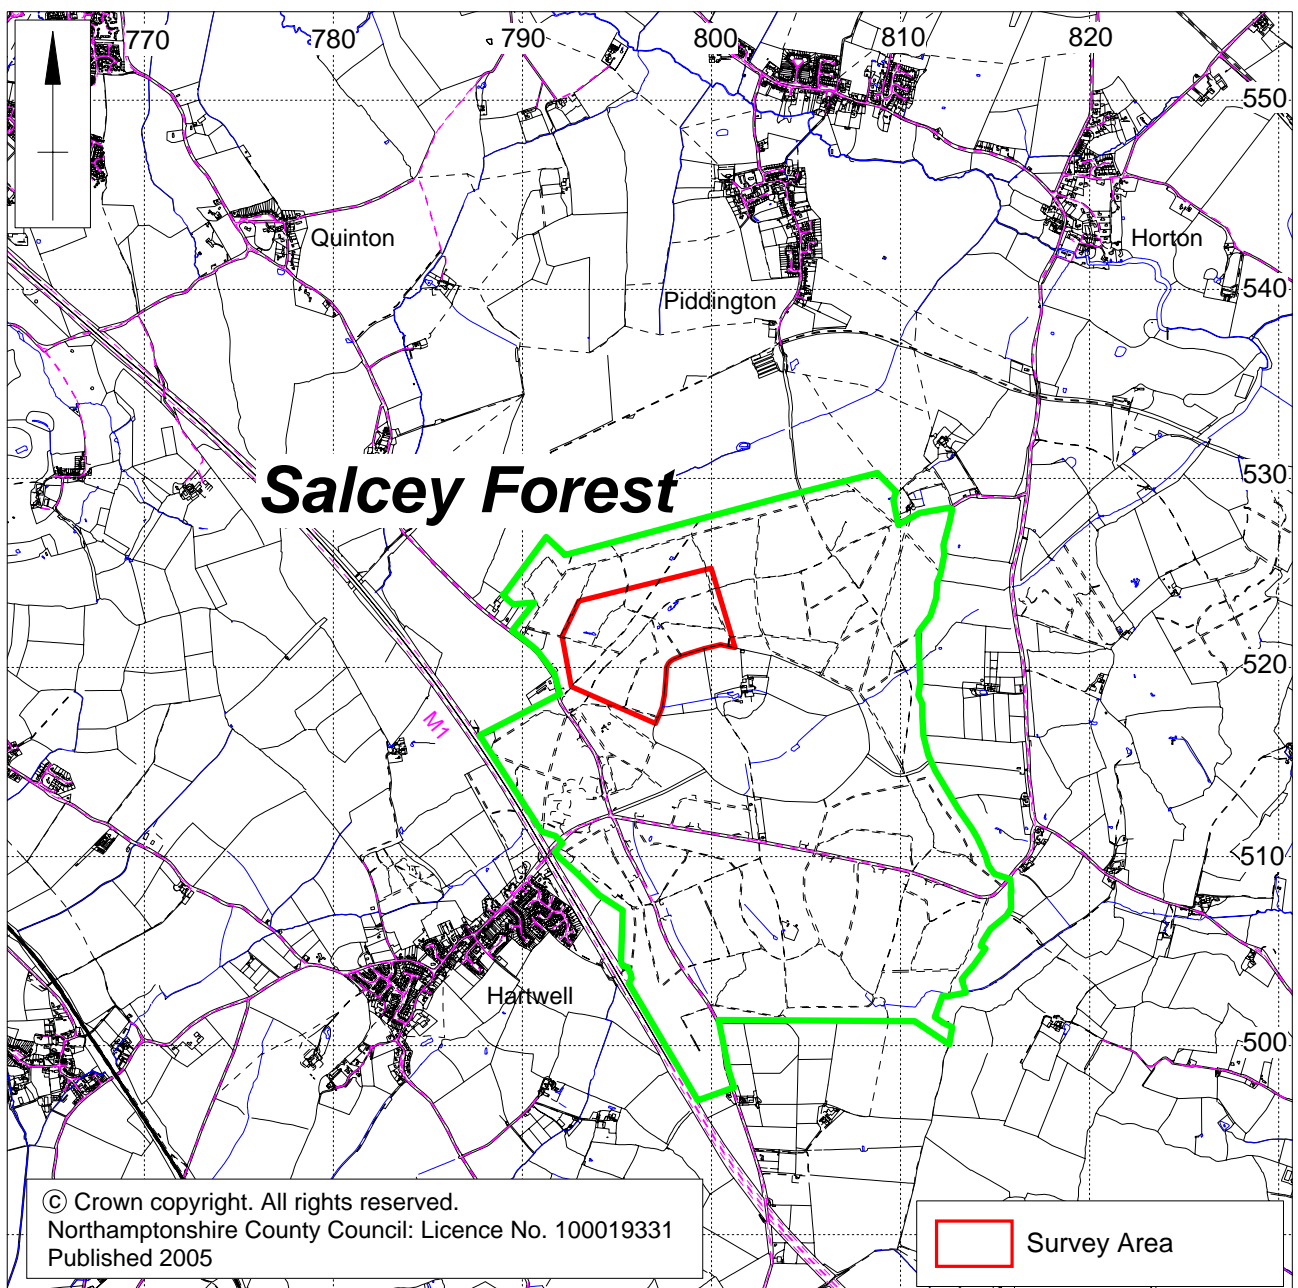 770 780 790 800 810 820
550
Quinton
Horton
540
Piddington
Salcey Forest
530
520
M1
510
Hartwell
500
© Crown copyright. All rights reserved.
Northamptonshire County Council: Licence No. 100019331
Published 2005
Survey Area